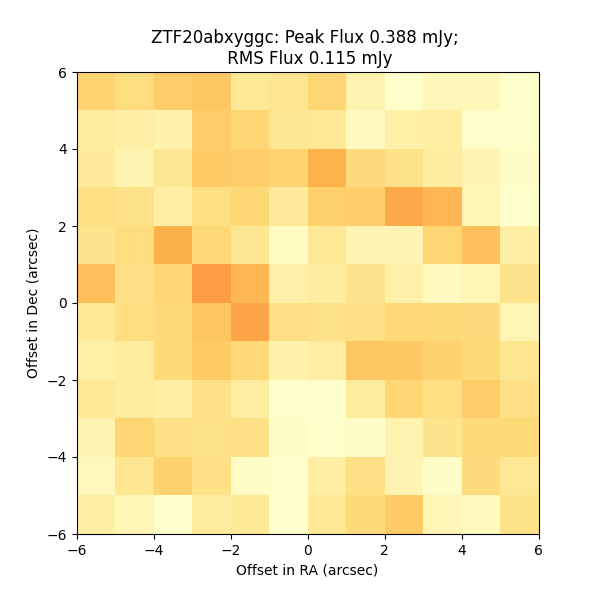 ZTF20abxyggc: Peak Flux 0.388 mJy;
RMS Flux 0.115 mJy
6
4
2
0
−2
−4
−6
Offset in Dec (arcsec)
−6 −4 −2 0 2 4 6
Offset in RA (arcsec)